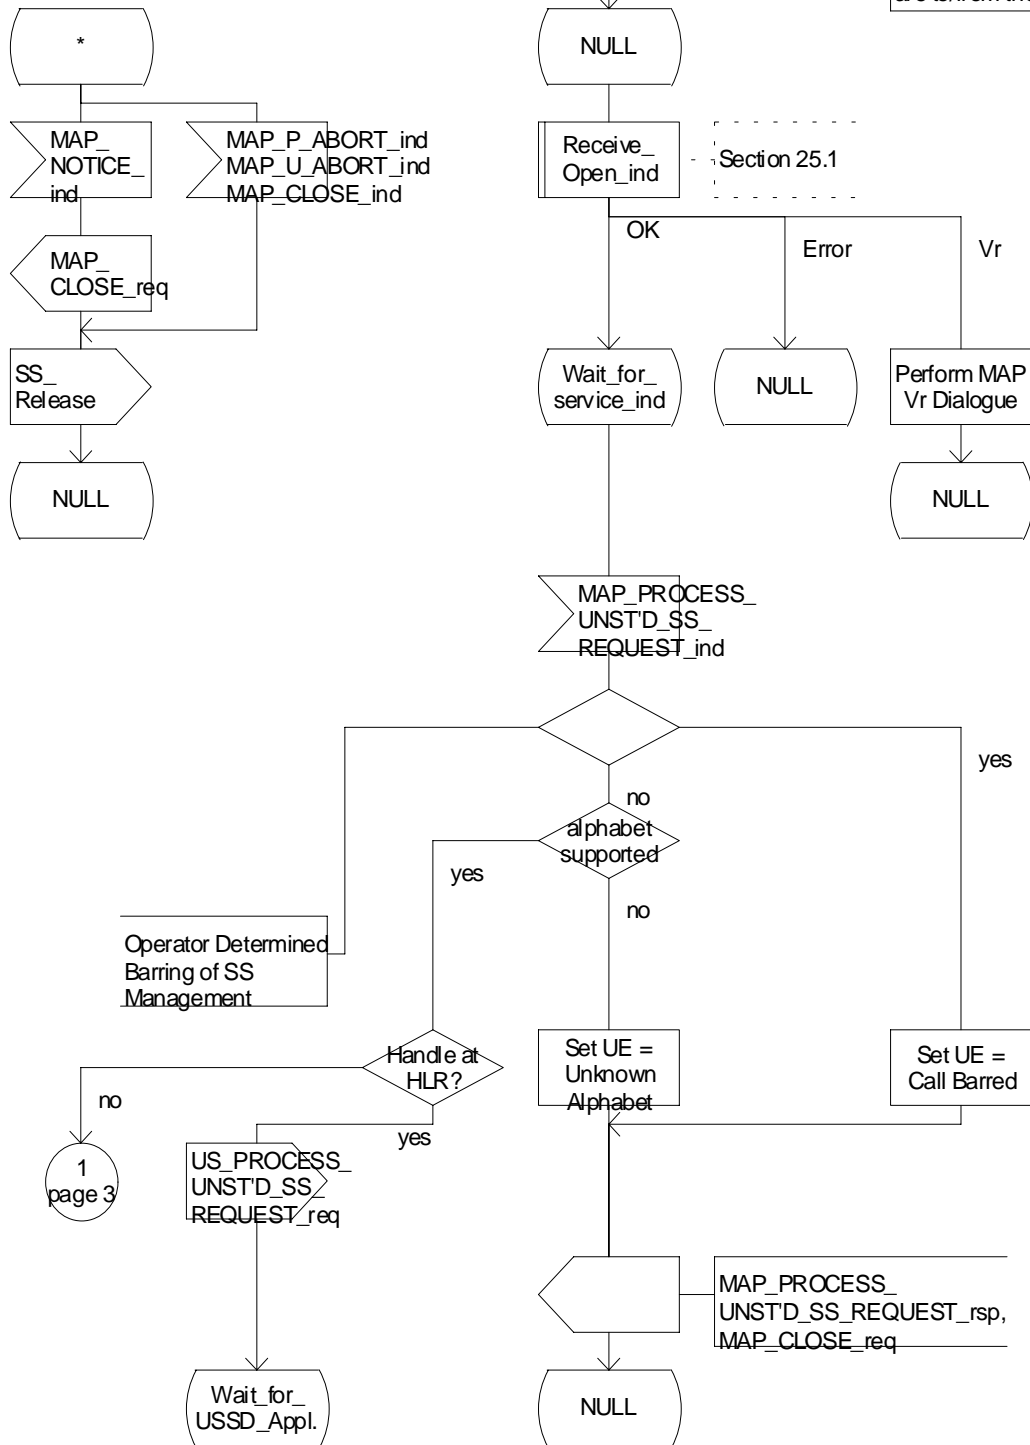 *
NULL
MAP_
NOTICE_
ind
MAP_P_ABORT_ind
MAP_U_ABORT_ind
MAP_CLOSE_ind
Receive_
Open_ind
Section 25.1
OK
Error
Vr
MAP_
CLOSE_req
SS_
Release
Wait_for_
service_ind
NULL
Perform MAP
Vr Dialogue
NULL
NULL
MAP_PROCESS_
UNST'D_SS_
REQUEST_ind
yes
no
alphabet
supported
yes
no
Operator Determined
Barring of SS
Management
Handle at
HLR?
Set UE =
Unknown
Alphabet
Set UE =
Call Barred
no
yes
1
page 3
US_PROCESS_
UNST'D_SS_
REQUEST_req
MAP_PROCESS_
UNST'D_SS_REQUEST_rsp,
MAP_CLOSE_req
Wait_for_
USSD_Appl.
NULL